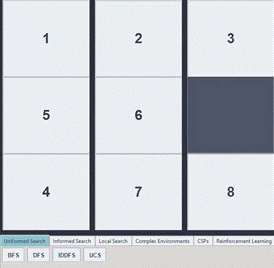 1 2 3
5 6
4 7 8
Uniformed Search Informed Search Local Search Complex Environments CSPs Reinforcement Learning
BFS DFS IDDFS UCS